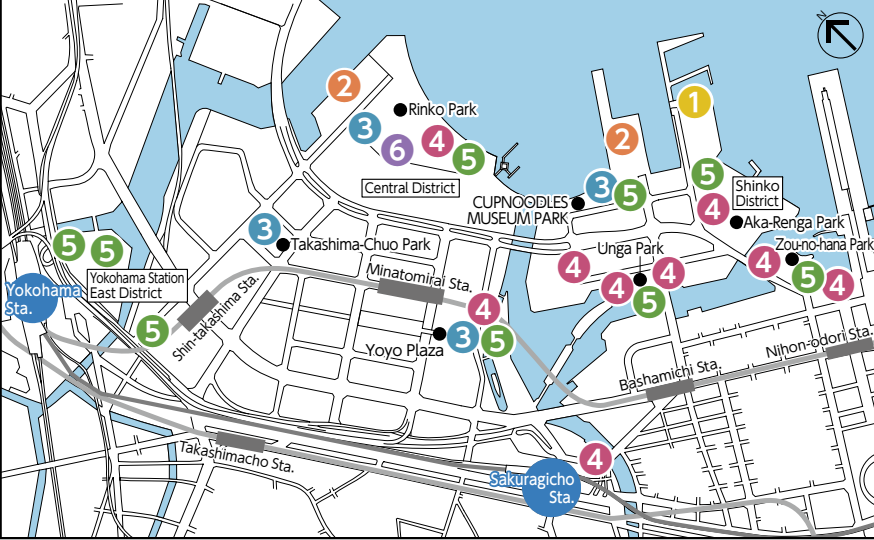 N
2
1
Rinko Park
3
4
2
6
5
5
Central District
3
5
Shinko
District
CUPNOODLES
MUSEUM PARK
4
Aka-Renga Park
3
Takashima-Chuo Park
5
5
Unga Park
Zou-no-hana Park
4
4
4
4
5
4
5
Yokohama Station
East District
Minatomirai Sta.
Yokohama
Sta.
Shin-takashima Sta.
4
5
Yoyo Plaza
3
5
Nihon-odori Sta.
Bashamichi Sta.
Takashimacho Sta.
4
Sakuragicho
Sta.